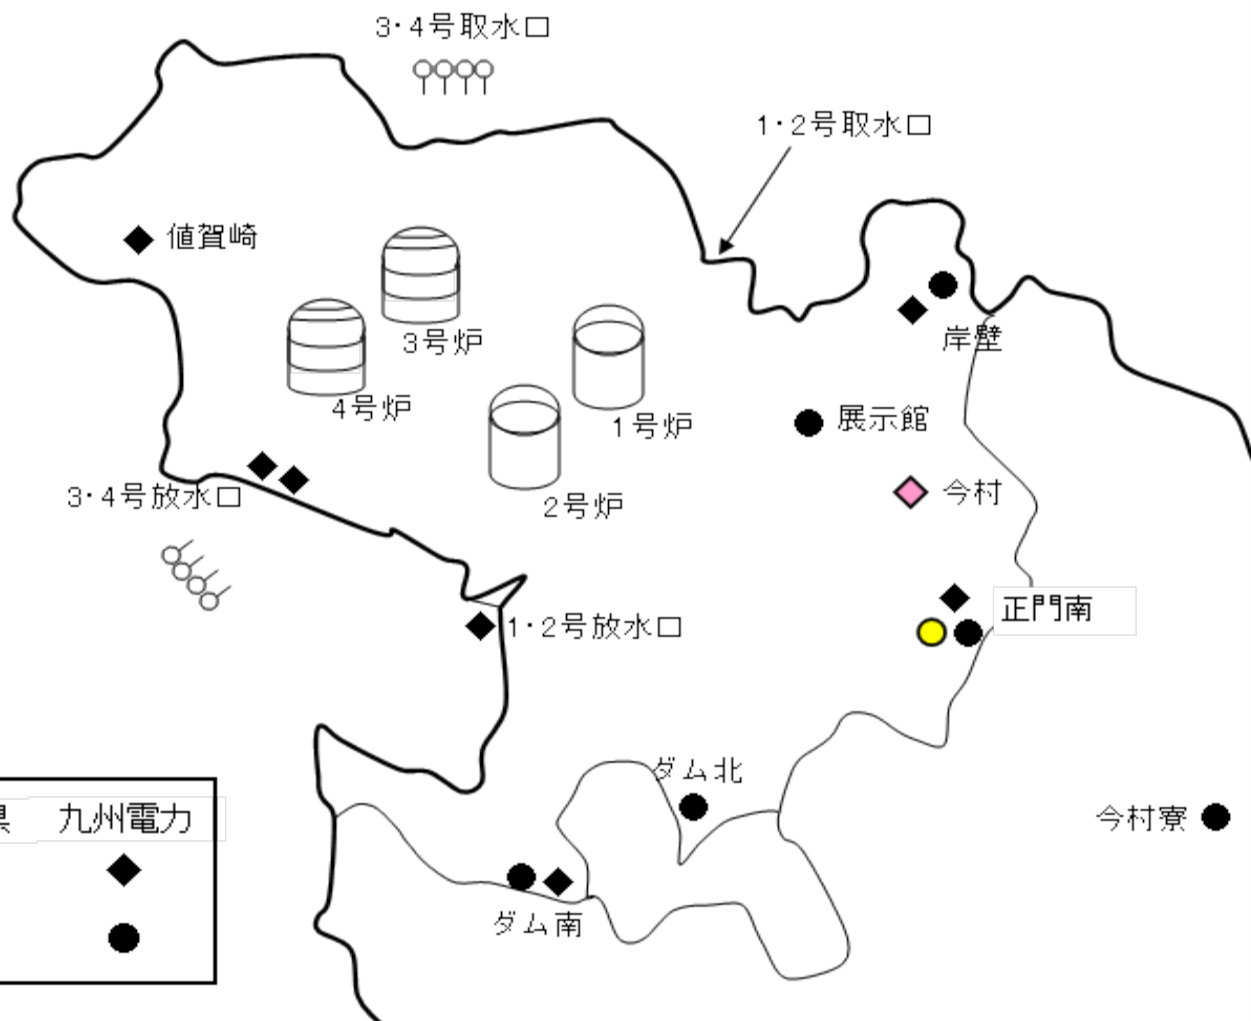 3・4号取水口
1・2号取水口
値賀崎
岸壁
3号炉
4号炉
1号炉
展示館
3・4号放水口
2号炉
今村
正門南
1・2号放水口
ダム北
九州電力
今村寮
ダム南